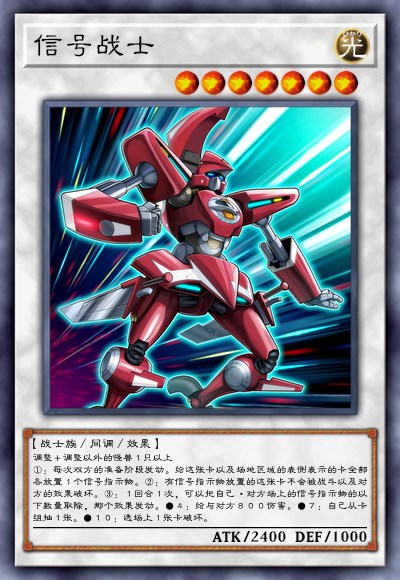 信号战士
ひかり
光
【战士族／同调／效果】
调整＋调整以外的怪兽１只以上
①：每次双方的准备阶段发动。给这张卡以及场地区域的表侧表示的卡全部
各放置１个信号指示物。②：有信号指示物放置的这张卡不会被战斗以及对
方的效果破坏。③：１回合１次，可以把自己·对方场上的信号指示物的以
下数量取除，那个效果发动。●４：给与对方８００伤害。●７：自己从卡
组抽１张。●１０：选场上１张卡破坏。
ATK/2400 DEF/1000